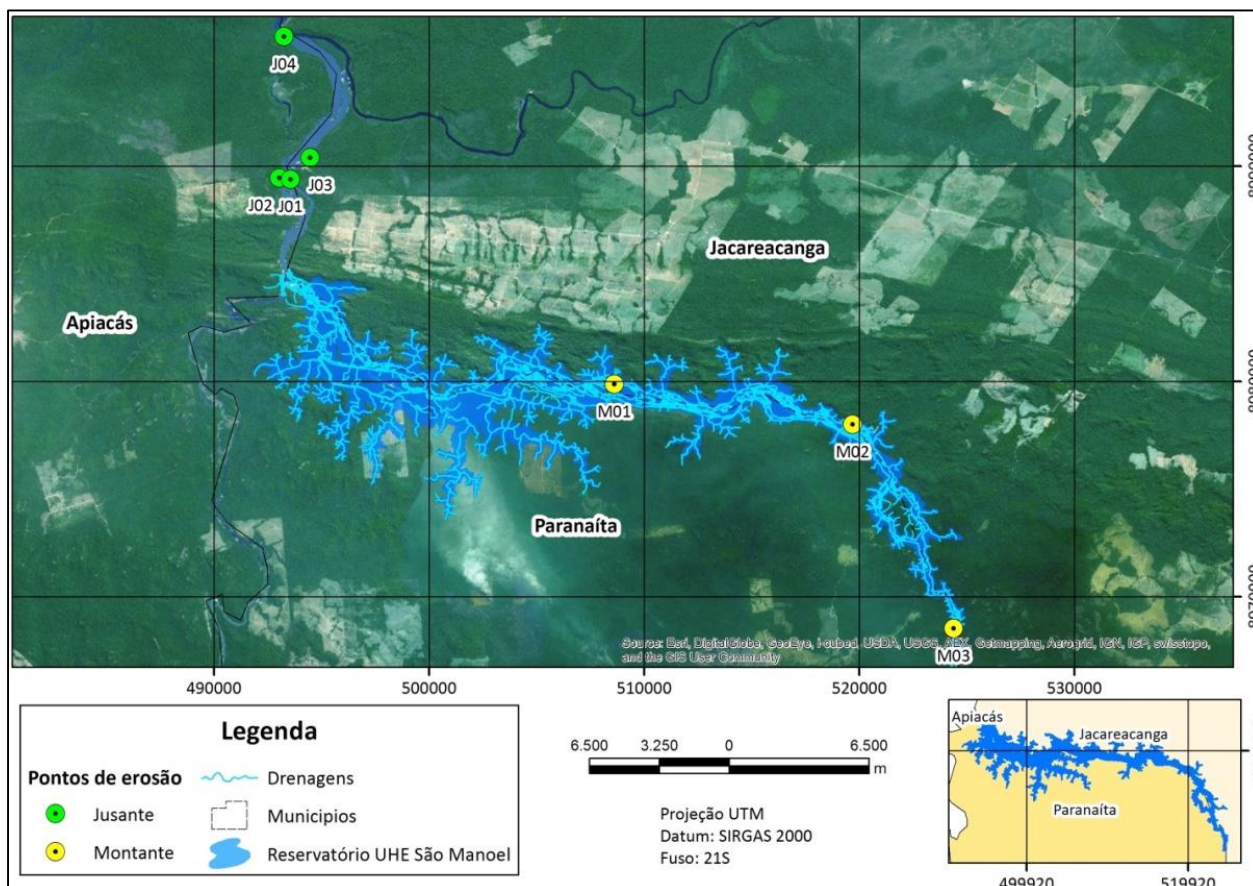 J04
J03
J02
J01
Jacareacanga
Apiacás
M01
M02
Paranaíta
Source: Esri, DigitalGlobe, GeoEye, i-cubed, USDA, USGS, AEX, Getmapping, Aerogrid, IGN, IGP, swisstopo,
and the GIS User Community
M03
490000
500000
510000
520000
530000
Legenda
Pontos de erosão
Jusante
Montante
Drenagens
Municipios
Reservatório UHE São Manoel
6.500 3.250 0 6.500
m
Projeção UTM
Datum: SIRGAS 2000
Fuso: 21S
Apiacás
Jacareacanga
Paranaíta
499920
519920